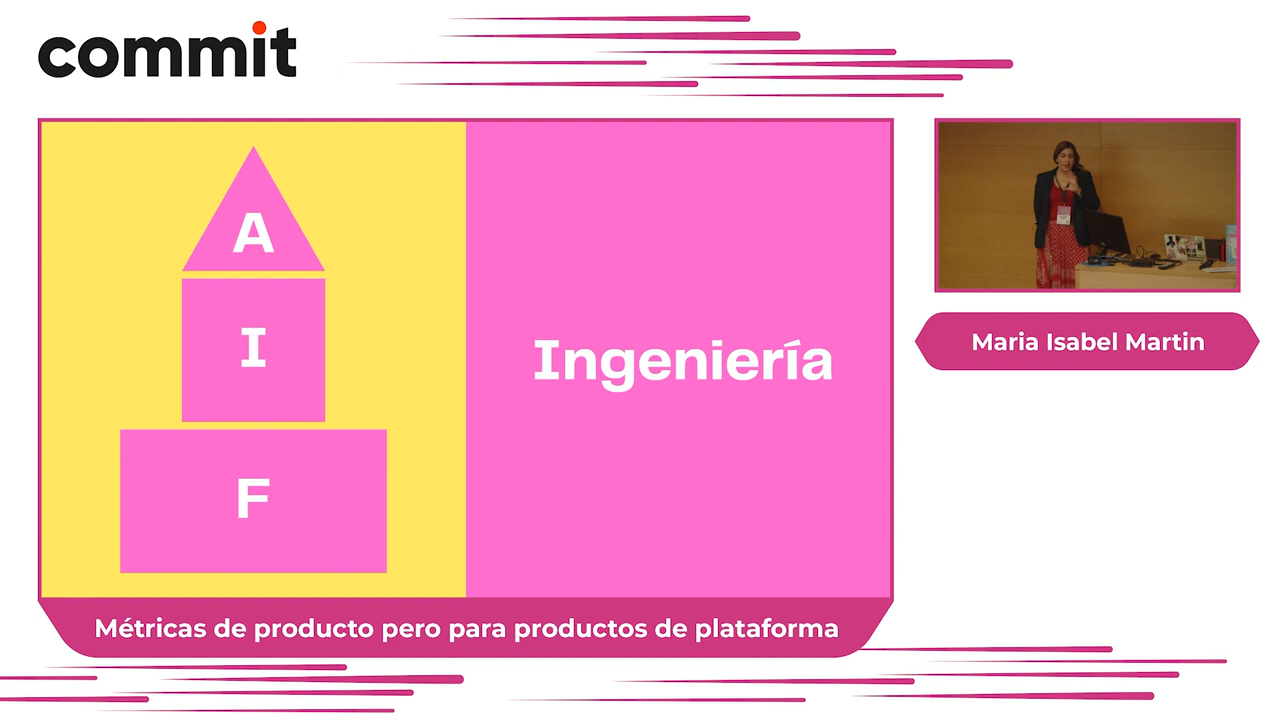 commit
A
I
F
Ingeniería
Maria Isabel Martin
Métricas de producto pero para productos de plataforma